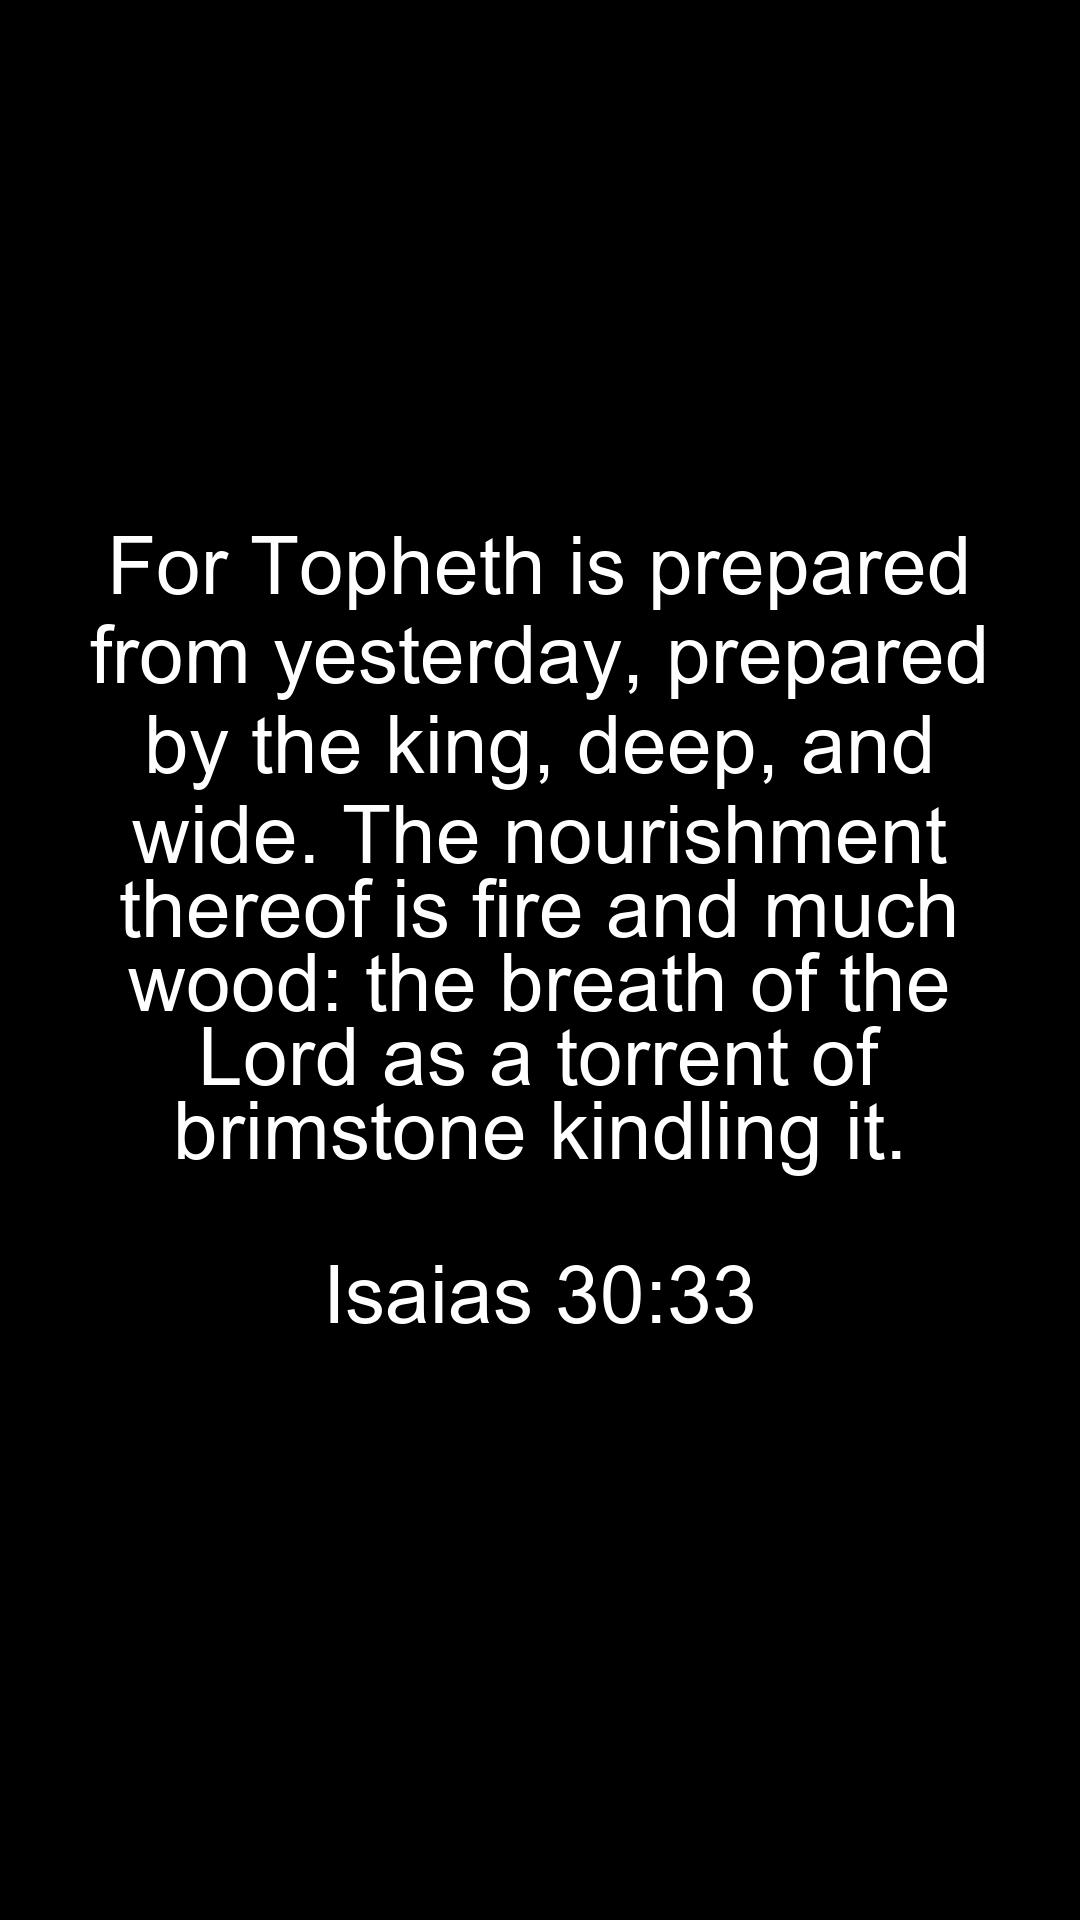 For Topheth is prepared
from yesterday, prepared
by the king, deep, and
wide. The nourishment
thereof is fire and much
wood: the breath of the
Lord as a torrent of
brimstone kindling it.
Isaias 30:33